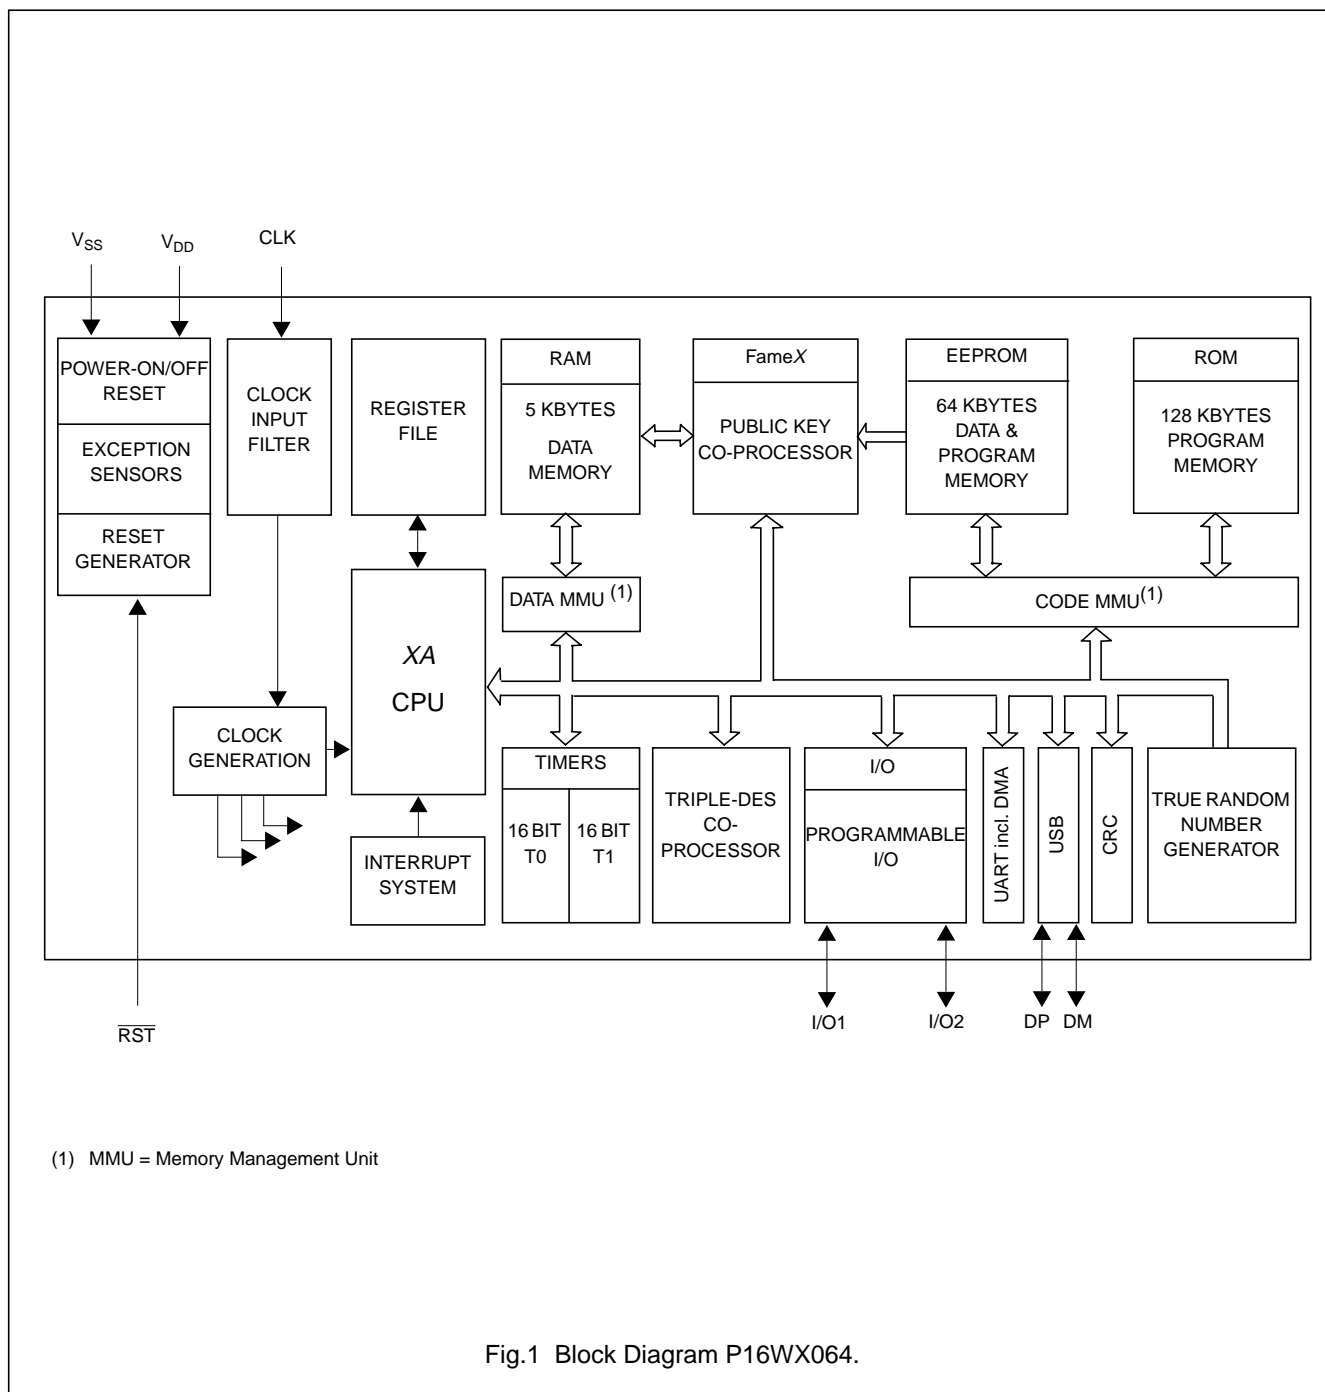 VSS
VDD
CLK
POWER-ON/OFF
RESET
EXCEPTION
SENSORS
RESET
GENERATOR
CLOCK
INPUT
FILTER
REGISTER
FILE
RAM
5 KBYTES
DATA
MEMORY
FameX
PUBLIC KEY
CO-PROCESSOR
EEPROM
64 KBYTES
DATA &
PROGRAM
MEMORY
ROM
128 KBYTES
PROGRAM
MEMORY
DATA MMU (1)
CODE MMU(1)
XA
CPU
CLOCK
GENERATION
INTERRUPT
SYSTEM
TIMERS
16 BIT
T0
16 BIT
T1
TRIPLE-DES
CO-
PROCESSOR
I/O
PROGRAMMABLE
I/O
UART incl. DMA
USB
CRC
TRUE RANDOM
NUMBER
GENERATOR
RST
I/O1
I/O2
DP
DM
(1) MMU = Memory Management Unit
Fig.1 Block Diagram P16WX064.